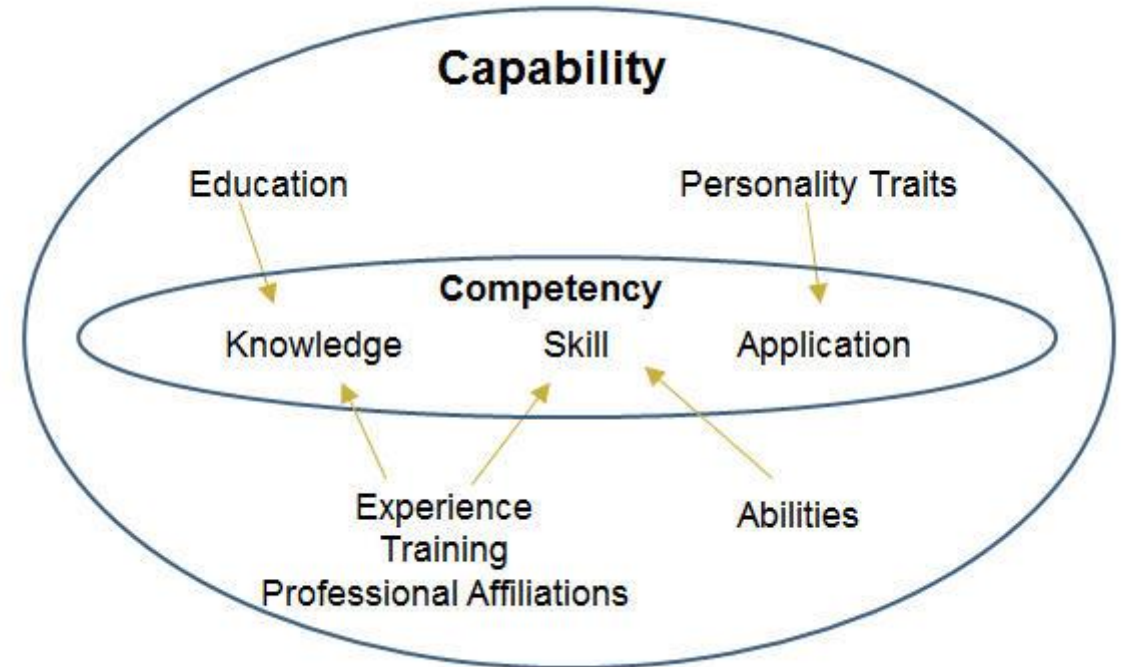 Capability
Education
Personality Traits
Competency
Knowledge
Skill
Application
Experience
Training
Professional Affiliations
Abilities